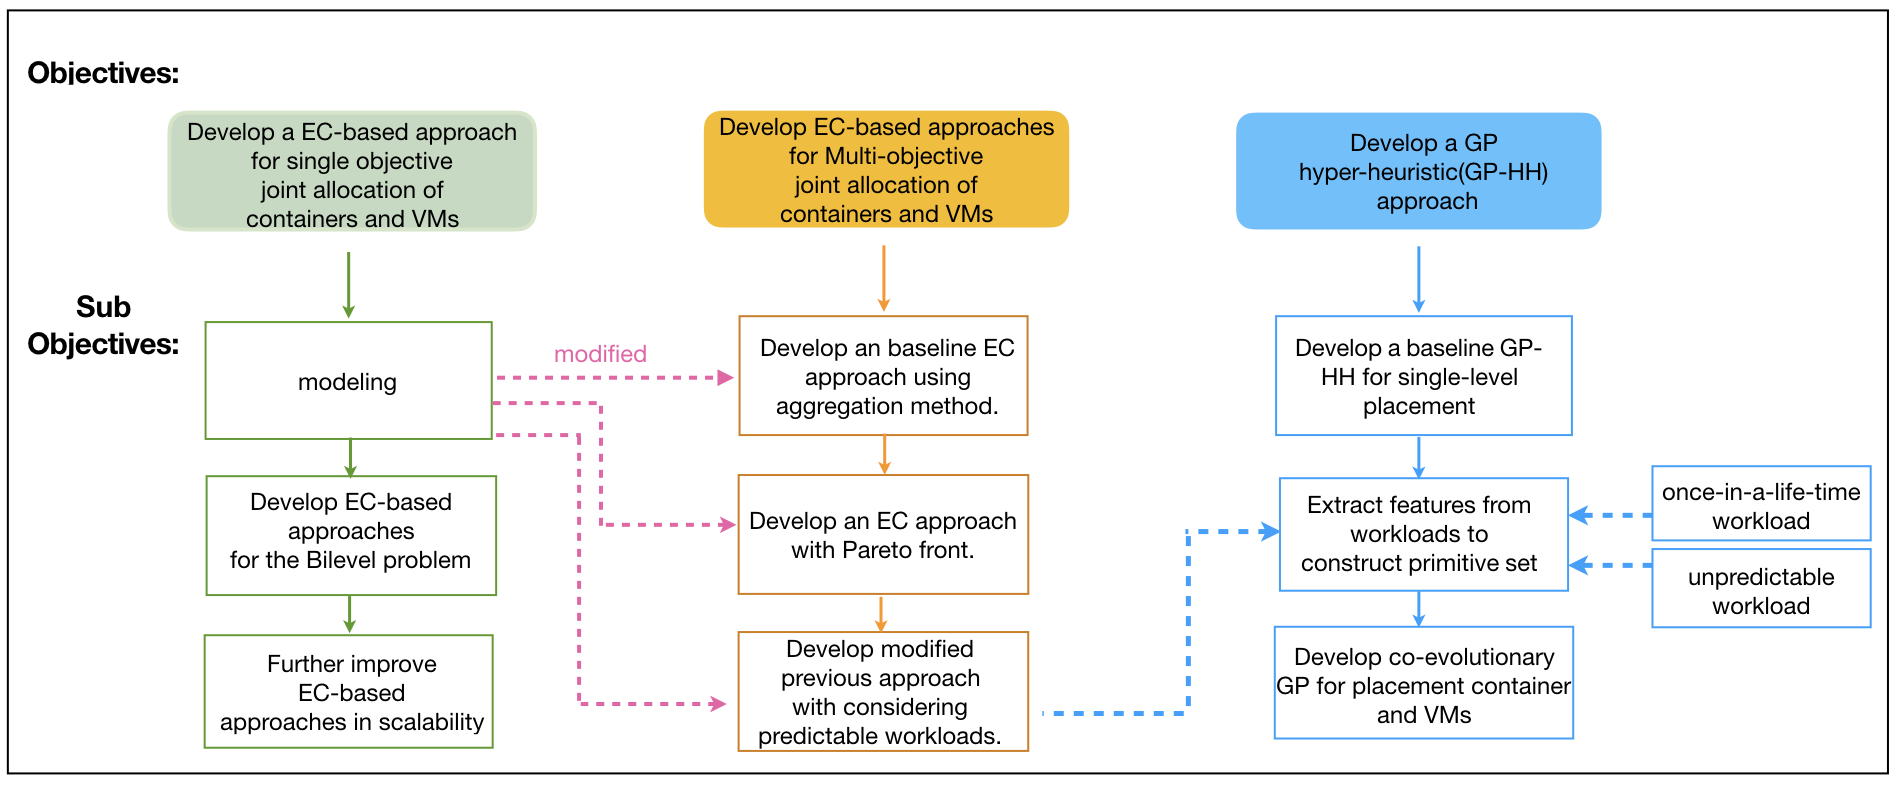 Objectives:
Develop a EC-based approach
for single objective
joint allocation of
containers and VMs
Develop EC-based approaches
for Multi-objective
joint allocation of
containers and VMs
Develop a GP
hyper-heuristic(GP-HH)
approach
Sub
Objectives:
modeling
modified
Develop an baseline EC
approach using
aggregation method.
Develop a baseline GP-
HH for single-level
placement
Develop EC-based
approaches
for the Bilevel problem
Develop an EC approach
with Pareto front.
Extract features from
workloads to
construct primitive set
once-in-a-life-time
workload
unpredictable
workload
Further improve
EC-based
approaches in scalability
Develop modified
previous approach
with considering
predictable workloads.
Develop co-evolutionary
GP for placement container
and VMs